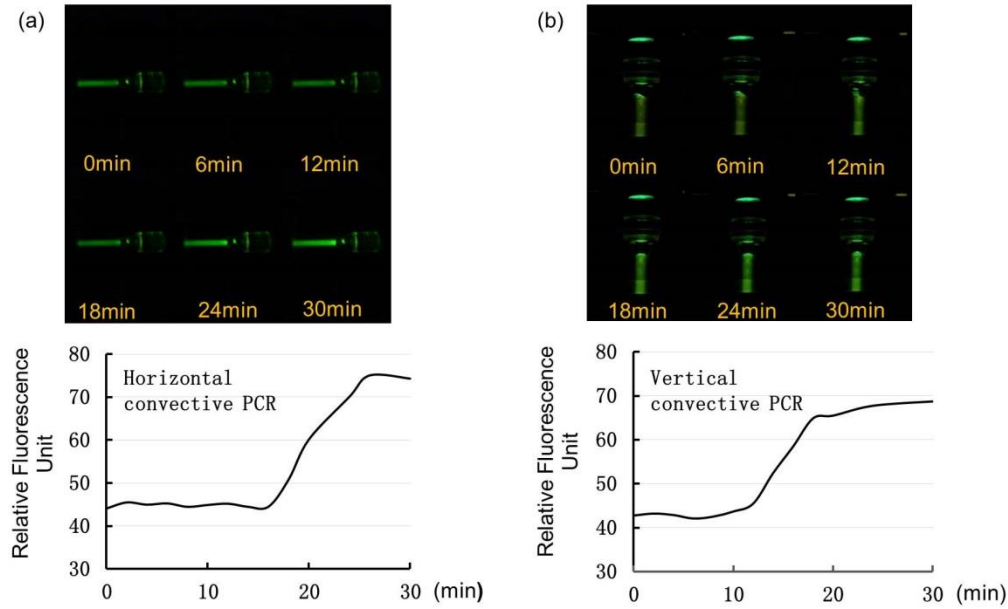 (a)
0min 6min 12min
18min 24min 30min
80
70
60
50
40
30
Relative Fluorescence
Unit
Horizontal
convective PCR
0 10 20 30 (min)
(b)
0min 6min 12min
18min 24min 30min
80
70
60
50
40
30
Relative Fluorescence
Unit
Vertical
convective PCR
0 10 20 30 (min)